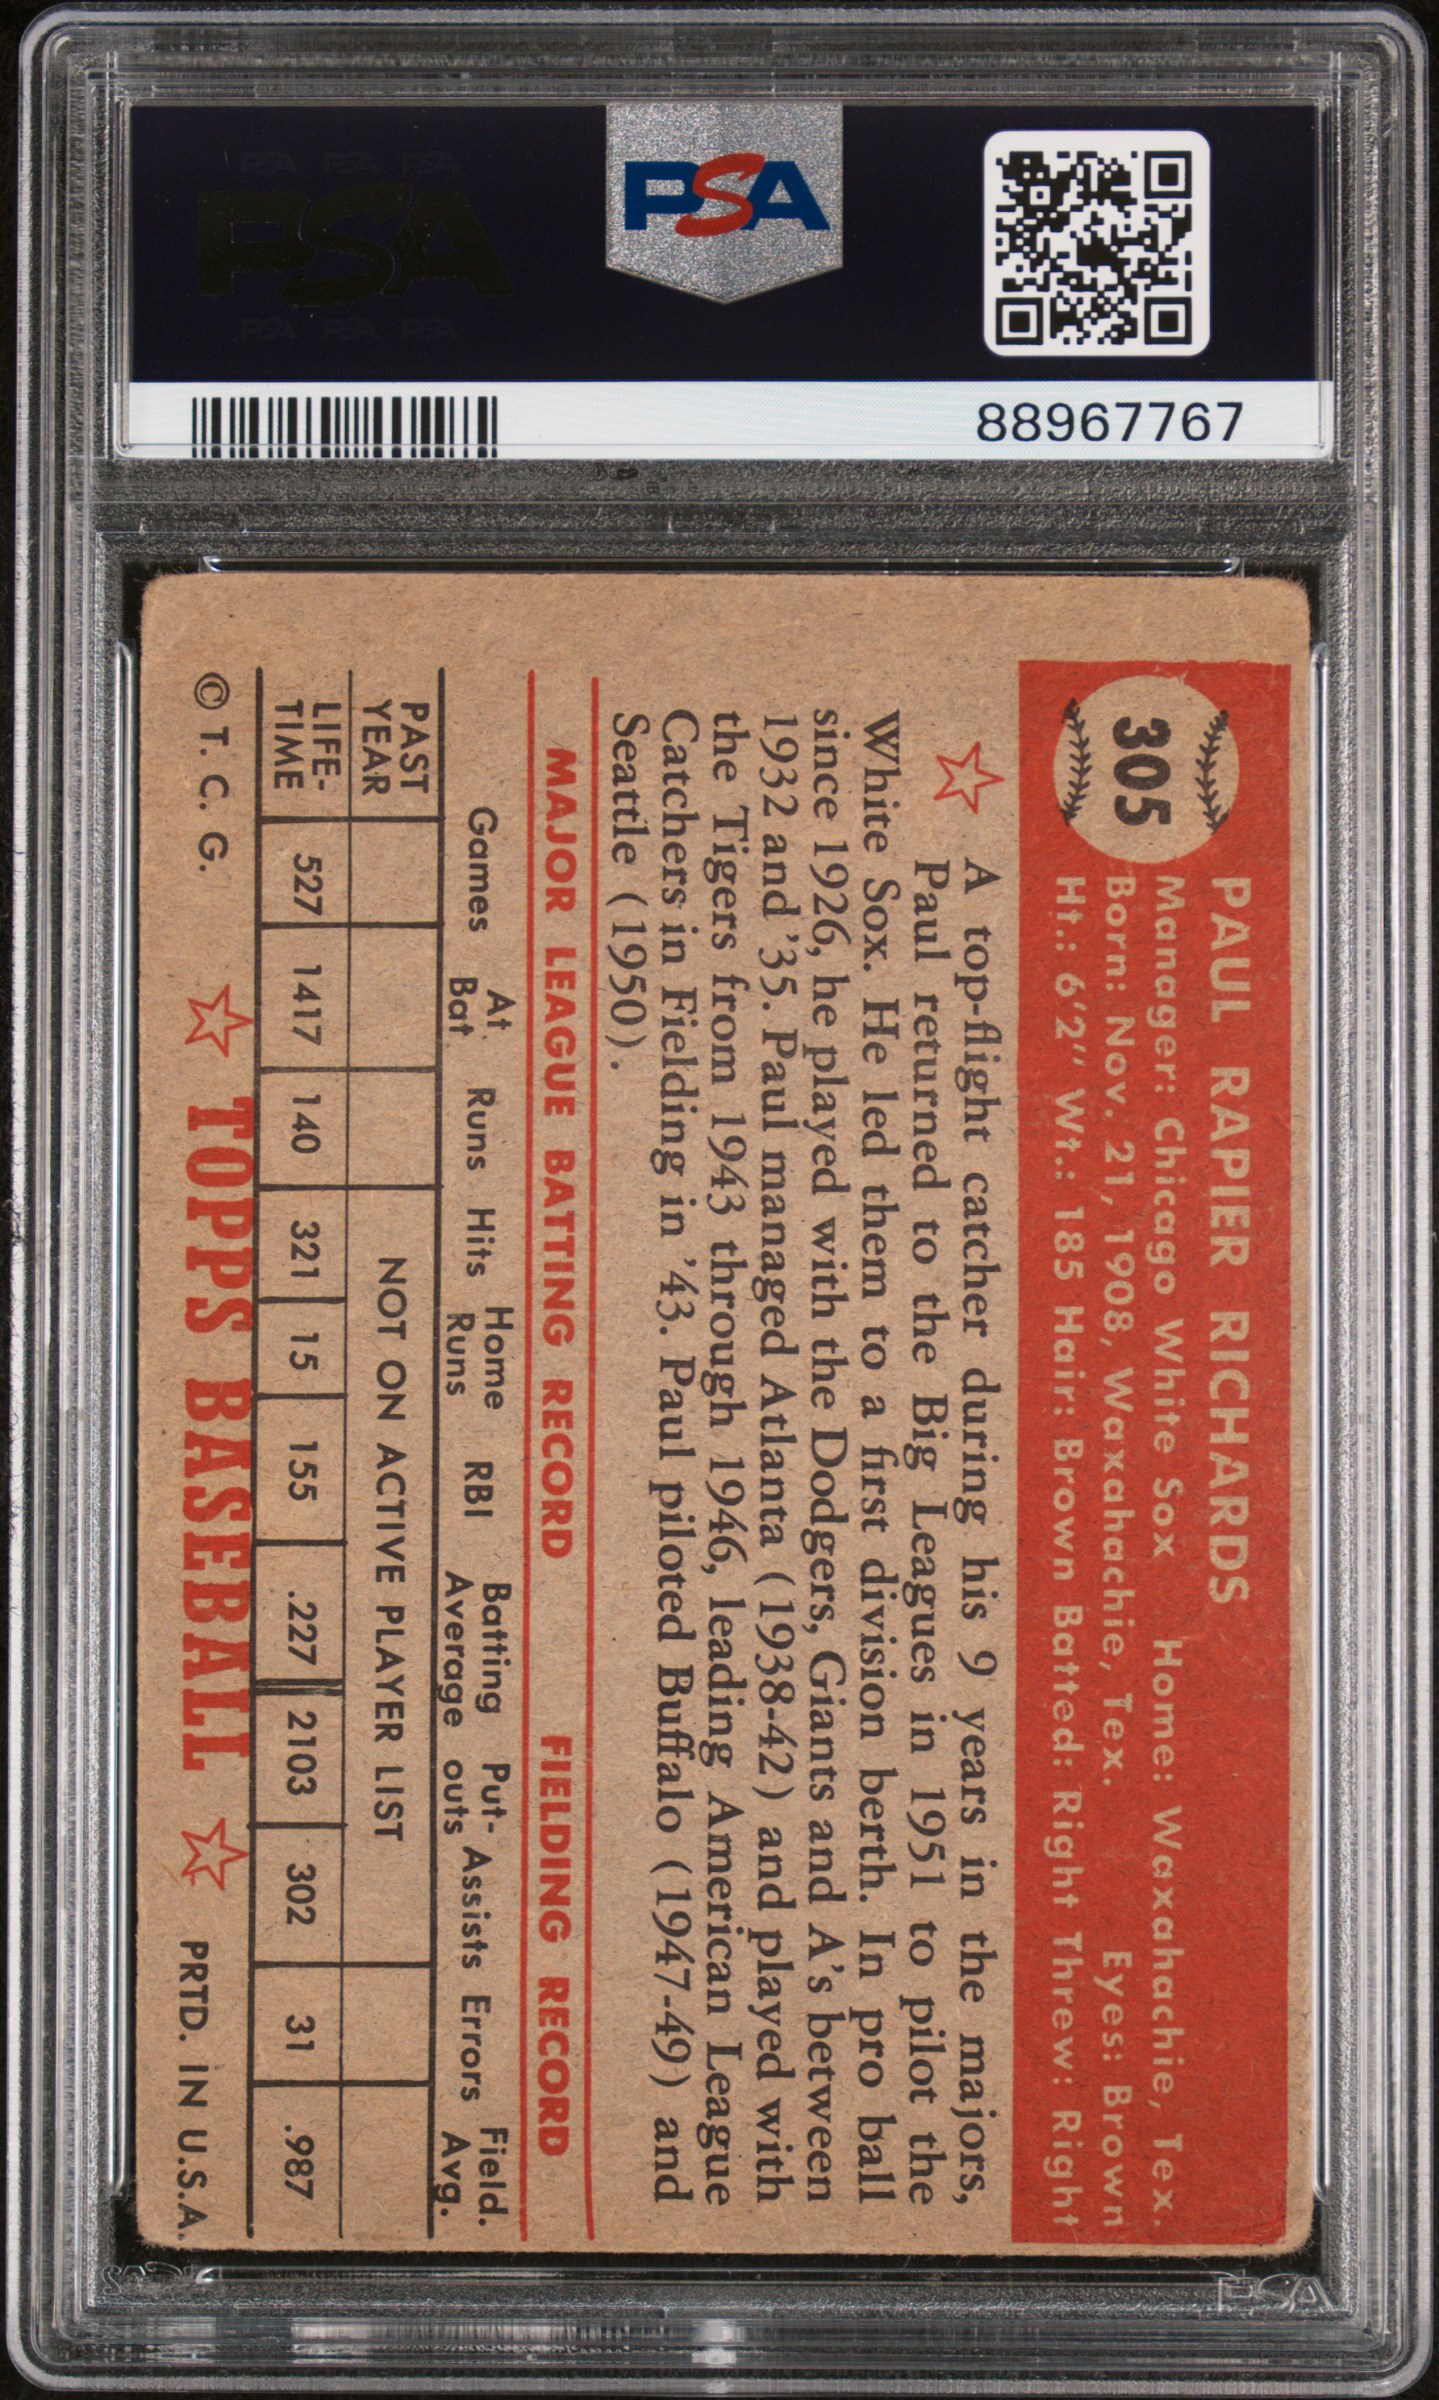 PSA
PSA PSA PSA
PSA
PSA PSA PSA
88967767
305
PAUL RAPIER RICHARDS
Manager: Chicago White Sox Home: Waxahachie, Tex.
Born: Nov. 21, 1908, Waxahachie, Tex. Eyes: Brown
Ht.: 6'2" Wt.: 185 Hair: Brown Batted: Right Threw: Right
A top-flight catcher during his 9 years in the majors,
Paul returned to the Big Leagues in 1951 to pilot the
White Sox. He led them to a first division berth. In pro ball
since 1926, he played with the Dodgers, Giants and A's between
1932 and '35. Paul managed Atlanta (1938-42) and played with
the Tigers from 1943 through 1946, leading American League
Catchers in Fielding in '43. Paul piloted Buffalo (1947-49) and
Seattle (1950).
MAJOR LEAGUE BATTING RECORD FIELDING RECORD
Games At Bat Runs Hits Home Runs RBI Batting Average Put-outs Assists Errors Field. Avg.
PAST YEAR NOT ON ACTIVE PLAYER LIST
LIFE-TIME 527 1417 140 321 15 155 .227 2103 302 31 .987
© T. C. G. TOPPS BASEBALL PRTD. IN U.S.A.
PSA